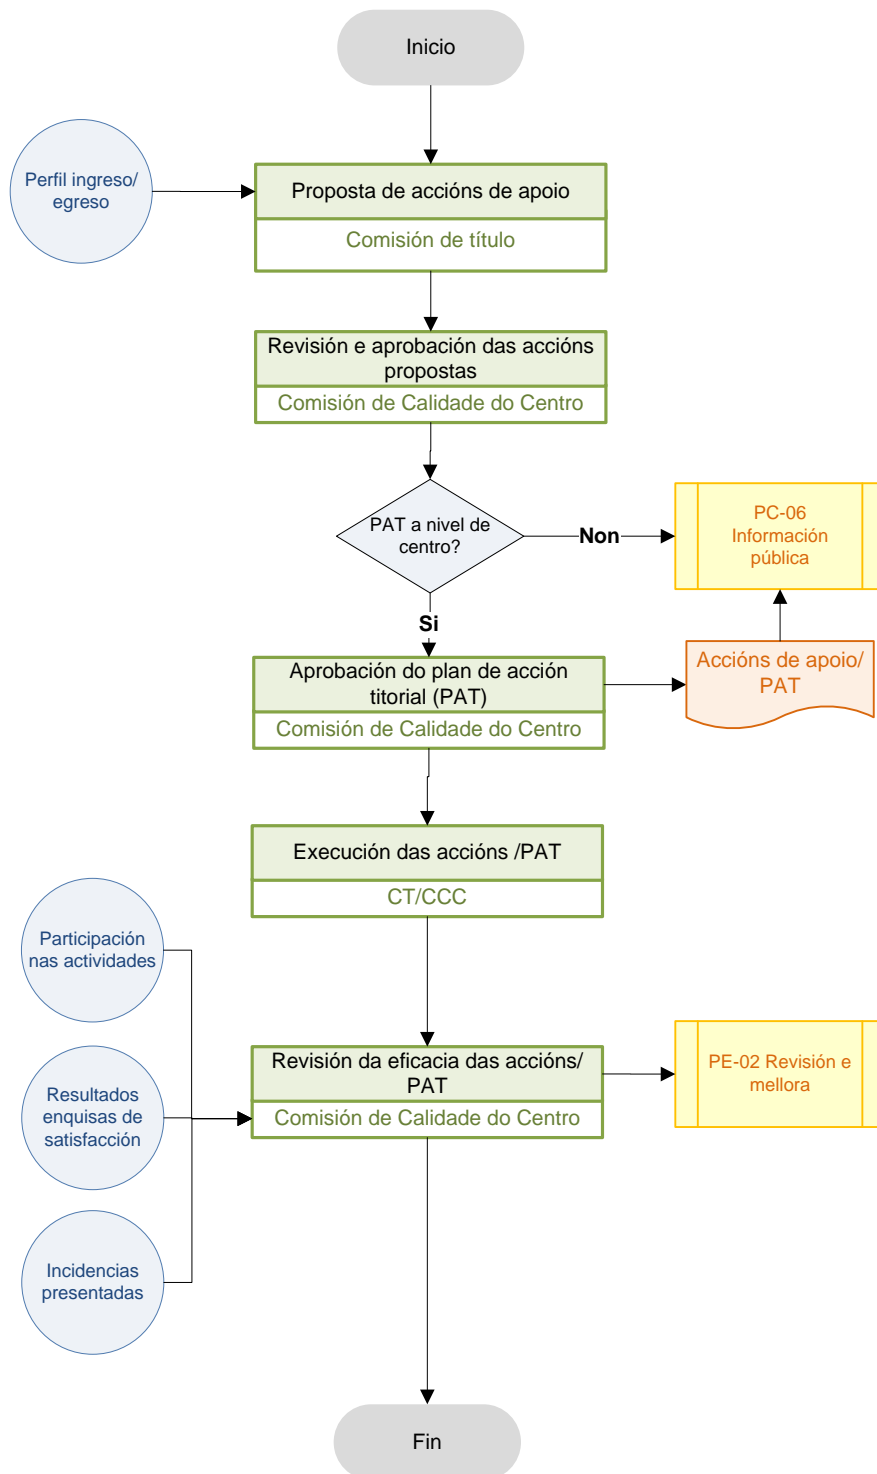 Inicio
Perfil ingreso/
egreso
Proposta de accións de apoio
Comisión de título
Revisión e aprobación das accións
propostas
Comisión de Calidade do Centro
PAT a nivel de
centro?
Non
PC-06
Información
pública
Si
Aprobación do plan de acción
titorial (PAT)
Comisión de Calidade do Centro
Accións de apoio/
PAT
Execución das accións /PAT
CT/CCC
Participación
nas actividades
Resultados
enquisas de
satisfacción
Incidencias
presentadas
Revisión da eficacia das accións/
PAT
Comisión de Calidade do Centro
PE-02 Revisión e
mellora
Fin